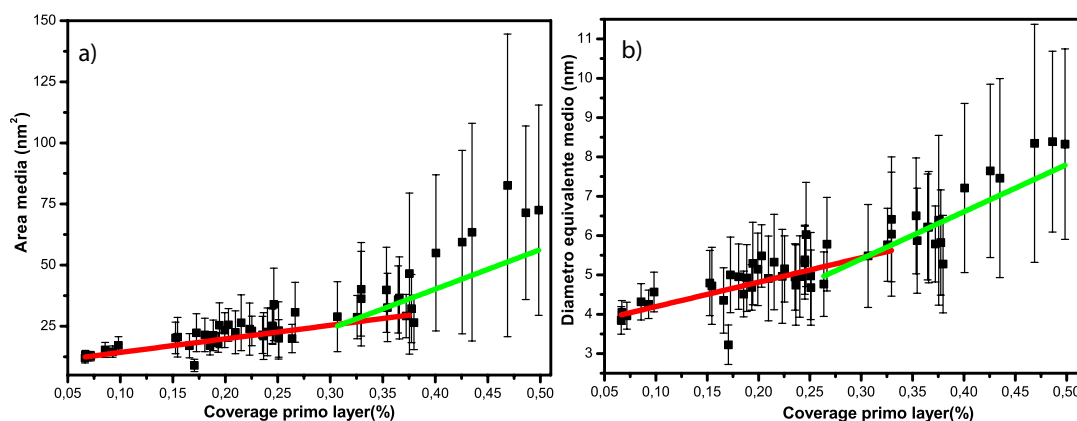 a)
Area media (nm²)
150
125
100
75
50
25
0,05 0,10 0,15 0,20 0,25 0,30 0,35 0,40 0,45 0,50
Coverage primo layer(%)
b)
Diametro equivalente medio (nm)
11
10
9
8
7
6
5
4
3
0,05 0,10 0,15 0,20 0,25 0,30 0,35 0,40 0,45 0,50
Coverage primo layer(%)